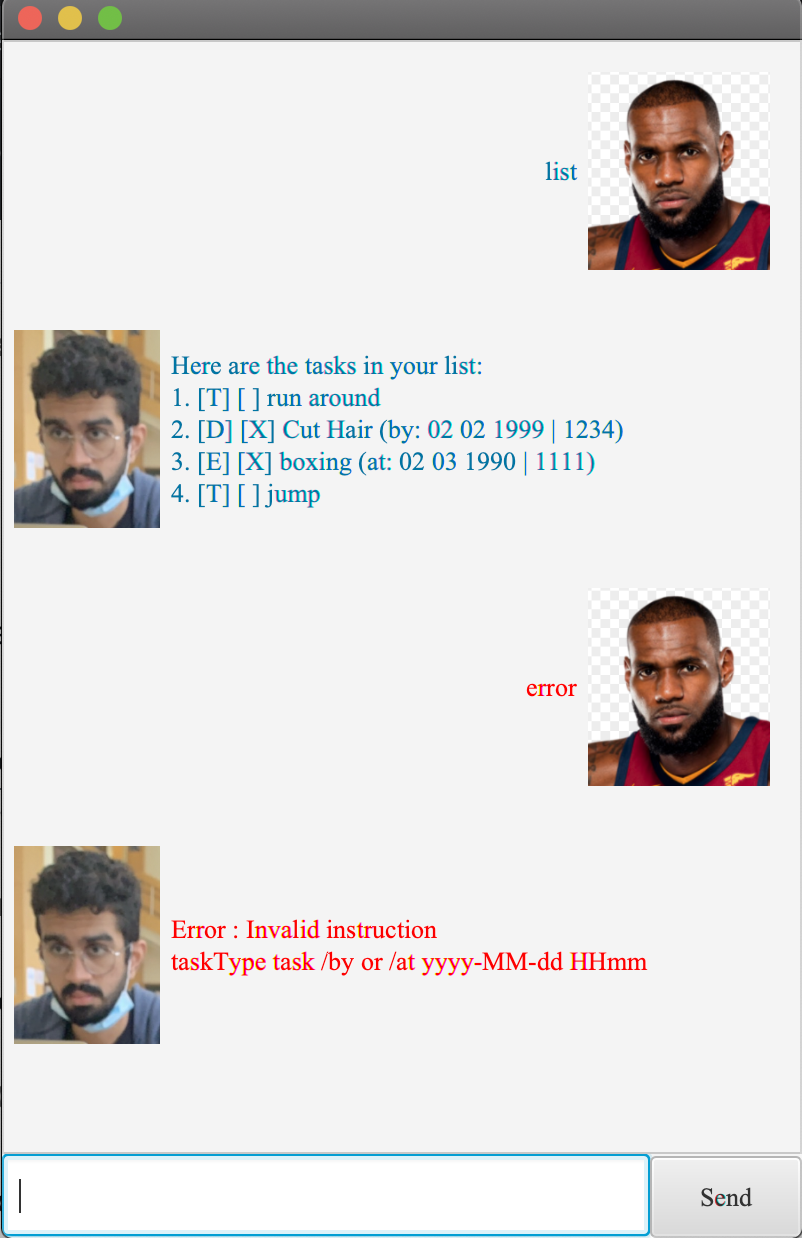 list
Here are the tasks in your list:
1. [T] [ ] run around
2. [D] [X] Cut Hair (by: 02 02 1999 | 1234)
3. [E] [X] boxing (at: 02 03 1990 | 1111)
4. [T] [ ] jump
error
Error : Invalid instruction
taskType task /by or /at yyyy-MM-dd HHmm
Send